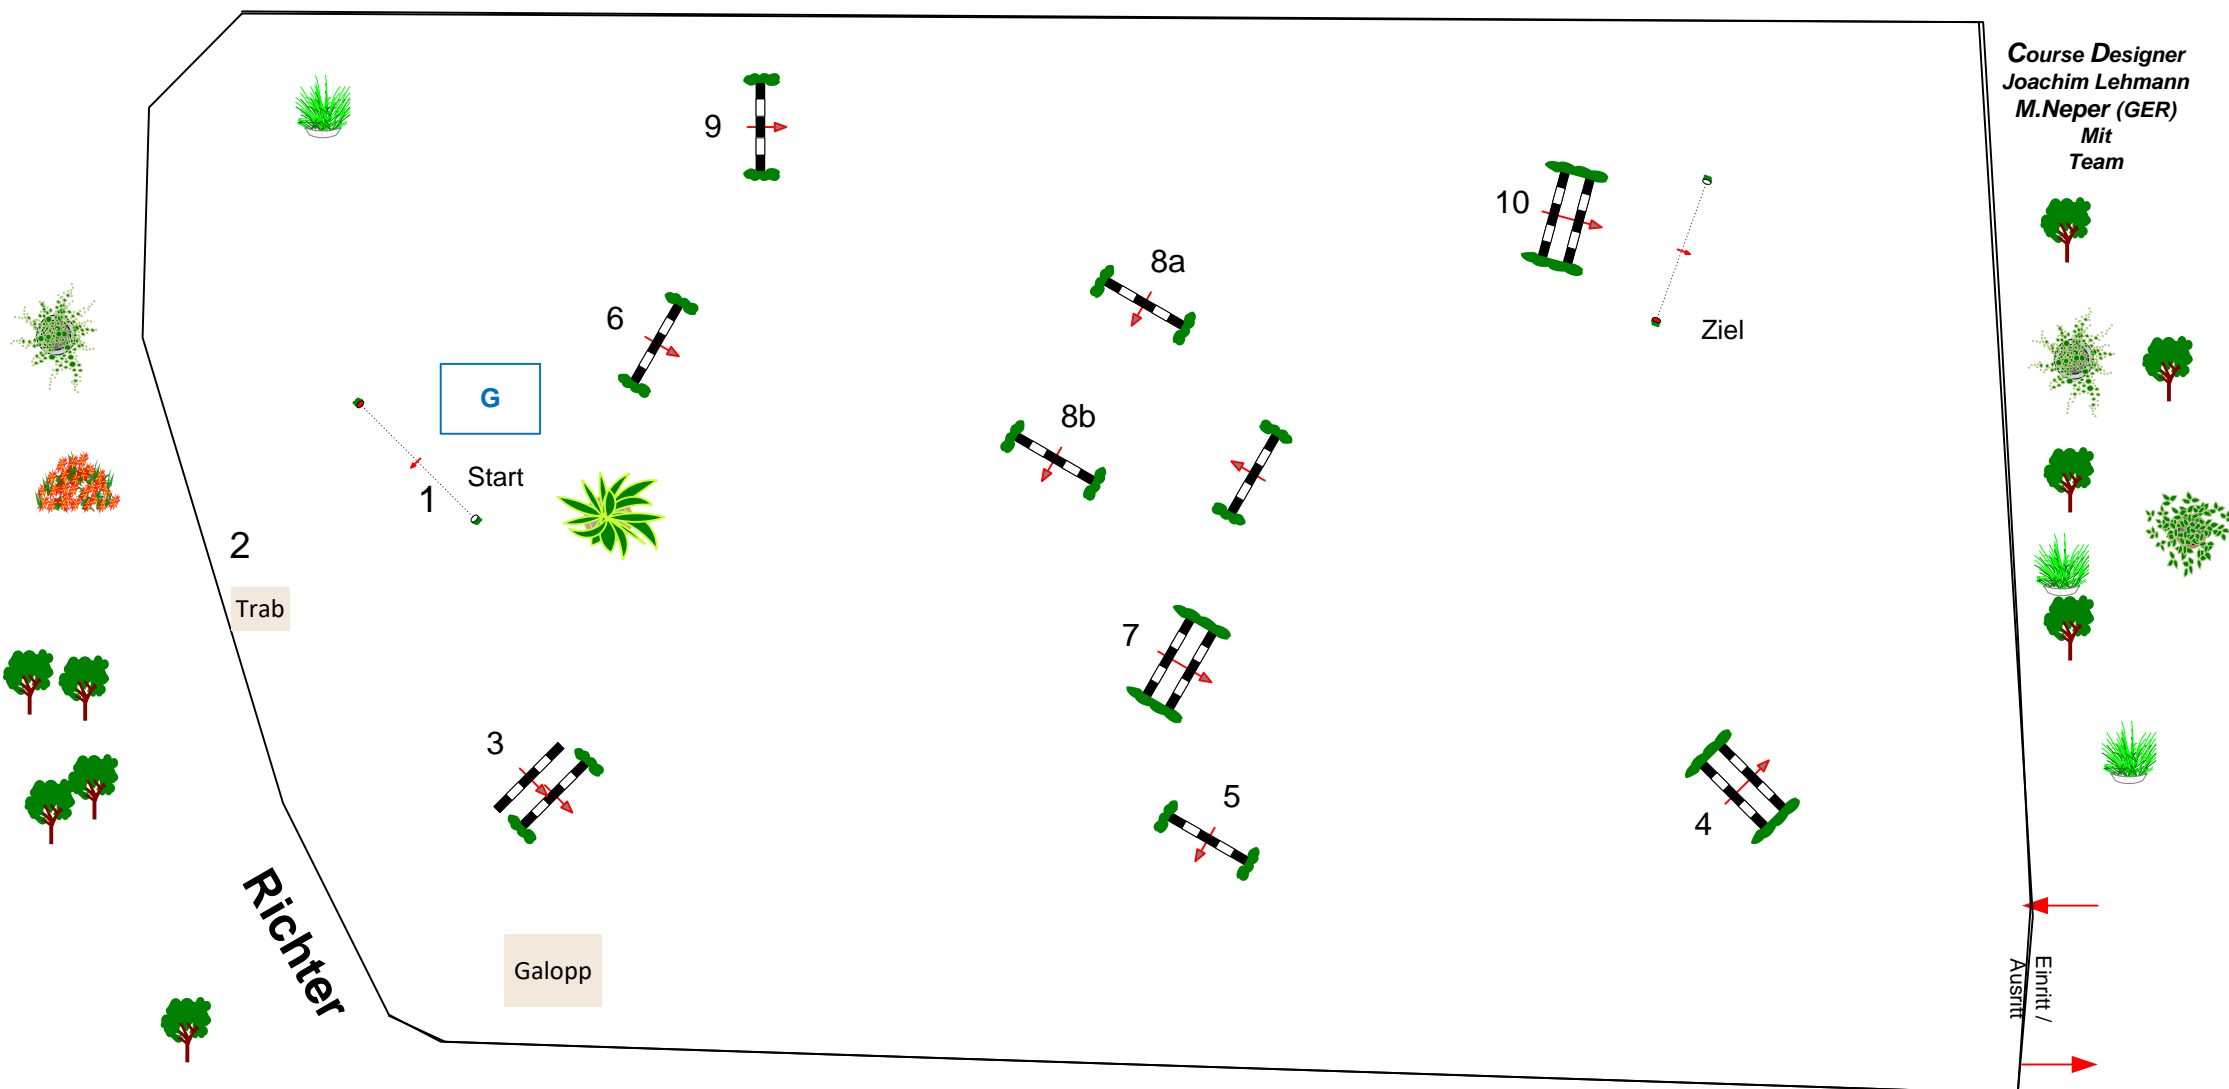 Course Designer
Joachim Lehmann
M.Neper (GER)
Mit
Team
9
10
8a
6
Ziel
G
8b
Start
1
2
Trab
7
3
5
4
Richter
Galopp
Einritt /
Ausritt